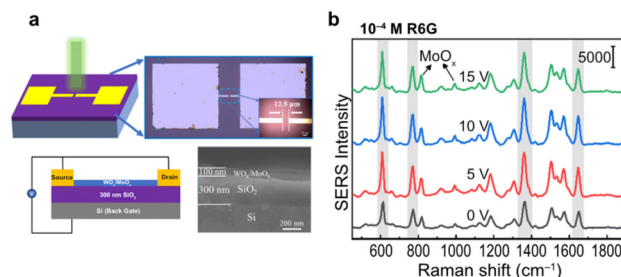 a
12.5 μm
Source
Drain
WOₓ/MoOₓ
300 nm SiO₂
Si (Back Gate)
V
100 nm
WOₓ/MoOₓ
300 nm
SiO₂
Si
200 nm
b
10⁻⁴ M R6G
5000
MoOₓ
15 V
10 V
5 V
0 V
SERS Intensity
600 800 1000 1200 1400 1600 1800
Raman shift (cm⁻¹)